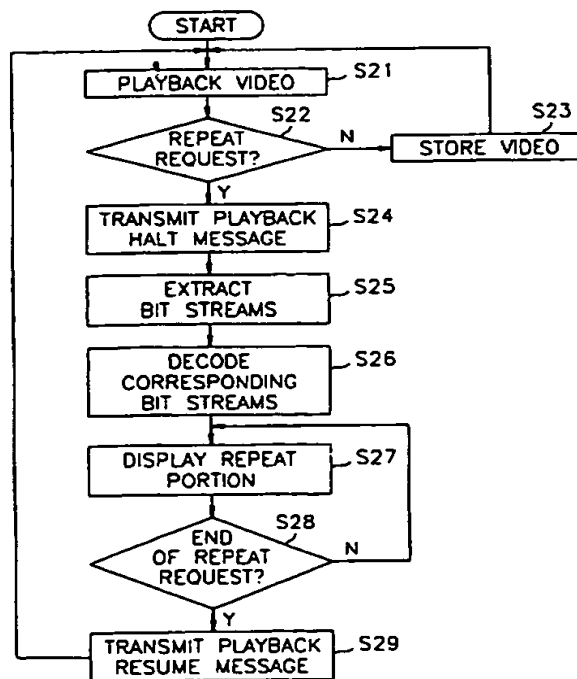 START
PLAYBACK VIDEO
S21
REPEAT
REQUEST?
S22
N
STORE VIDEO
S23
Y
TRANSMIT PLAYBACK
HALT MESSAGE
S24
EXTRACT
BIT STREAMS
S25
DECODE
CORRESPONDING
BIT STREAMS
S26
DISPLAY REPEAT
PORTION
S27
END
OF REPEAT
REQUEST?
S28
N
Y
TRANSMIT PLAYBACK
RESUME MESSAGE
S29